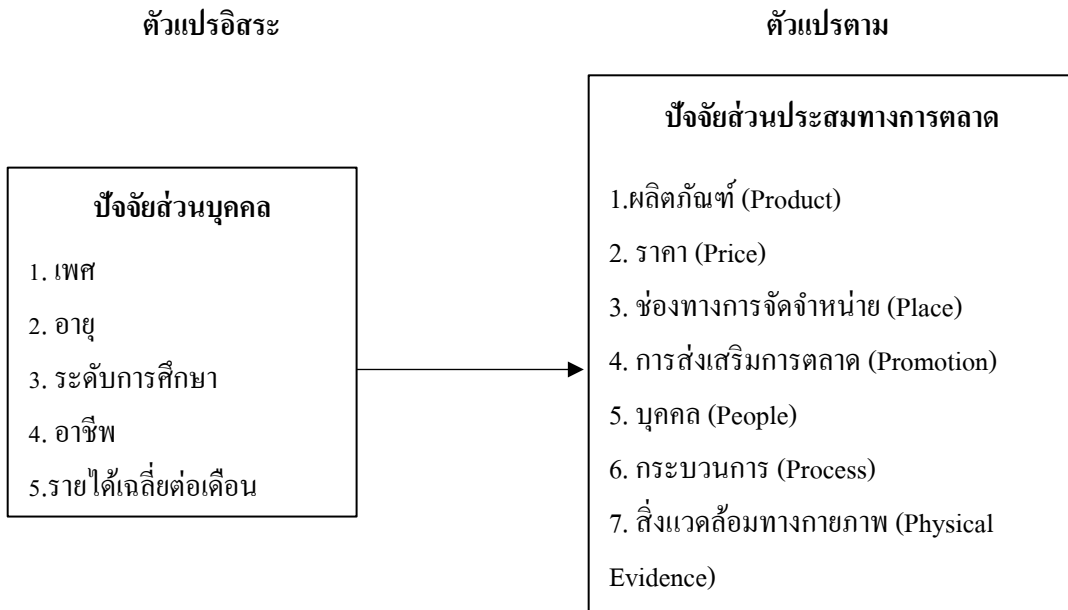 ตัวแปรอิสระ
ตัวแปรตาม
ปัจจัยส่วนบุคคล
1. เพศ
2. อายุ
3. ระดับการศึกษา
4. อาชีพ
5.รายได้เฉลี่ยต่อเดือน
ปัจจัยส่วนประสมทางการตลาด
1.ผลิตภัณฑ์ (Product)
2. ราคา (Price)
3. ช่องทางการจัดจำหน่าย (Place)
4. การส่งเสริมการตลาด (Promotion)
5. บุคคล (People)
6. กระบวนการ (Process)
7. สิ่งแวดล้อมทางกายภาพ (Physical
Evidence)